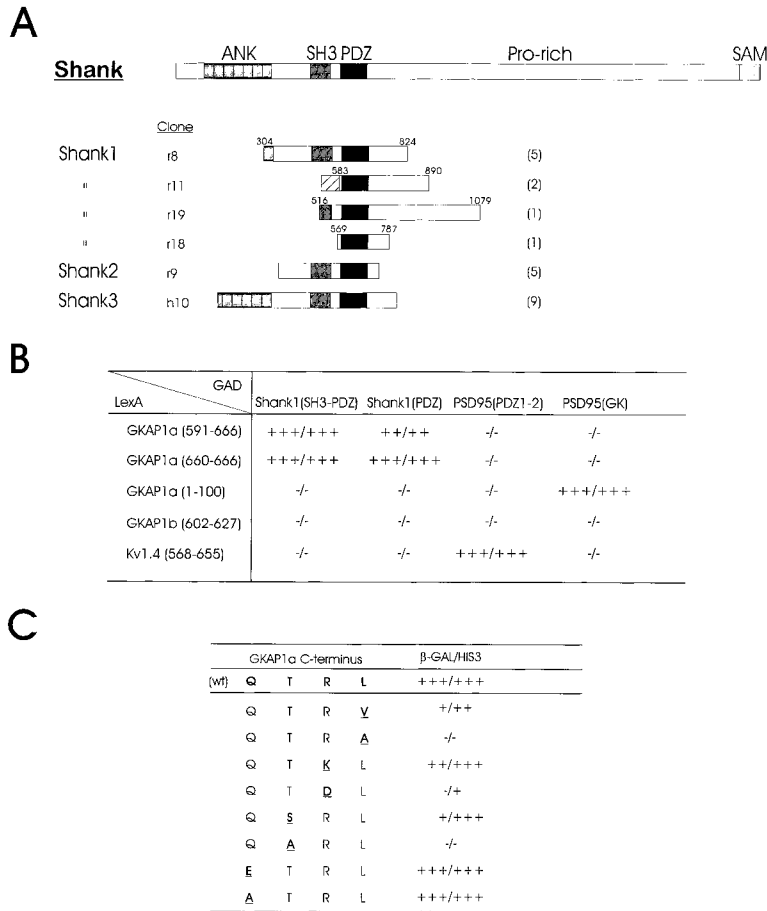 A
ANK SH3 PDZ Pro-rich SAM
Shank
Clone
304 824
Shank1 r8 (5)
583 890
" r11 (2)
516 1079
" r19 (1)
569 787
" r18 (1)
Shank2 r9 (5)
Shank3 h10 (9)
B
GAD
LexA Shank1(SH3-PDZ) Shank1(PDZ) PSD95(PDZ1-2) PSD95(GK)
GKAP1a (591-666) +++/+++ ++/++ -/- -/-
GKAP1a (660-666) +++/+++ +++/+++ -/- -/-
GKAP1a (1-100) -/- -/- -/- +++/+++
GKAP1b (602-627) -/- -/- -/- -/-
Kv1.4 (568-655) -/- -/- +++/+++ -/-
C
GKAP1a C-terminus β-GAL/HIS3
(wt) Q T R L +++/+++
Q T R V +/++
Q T R A -/-
Q T K L ++/+++
Q T D L -/+
Q S R L +/+++
Q A R L -/-
E T R L +++/+++
A T R L +++/+++